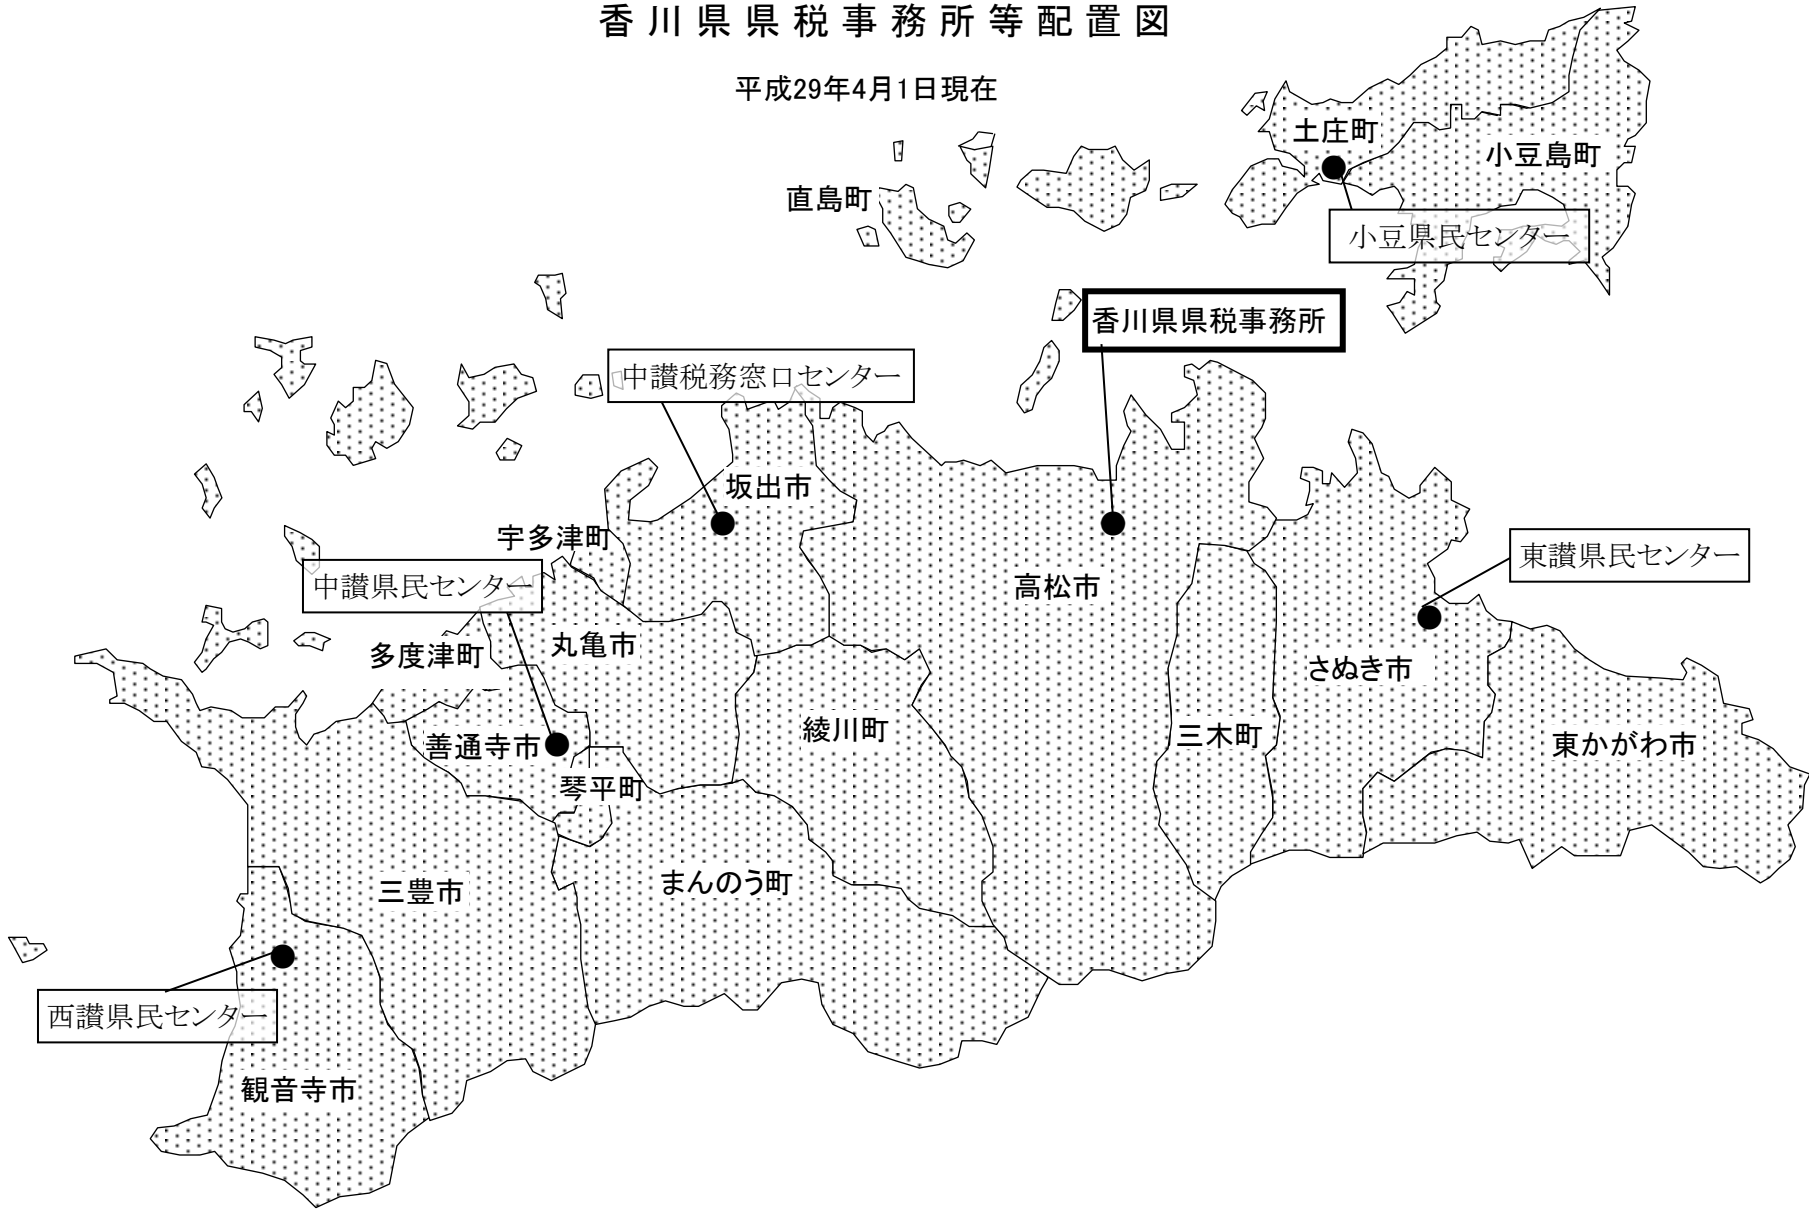 香川県県税事務所等配置図
平成29年4月1日現在
土庄町
小豆島町
直島町
小豆県民センター
香川県県税事務所
中讃税務窓口センター
坂出市
宇多津町
東讃県民センター
中讃県民センター
高松市
丸亀市
多度津町
さぬき市
綾川町
三木町
善通寺市
東かがわ市
琴平町
まんのう町
三豊市
西讃県民センター
観音寺市